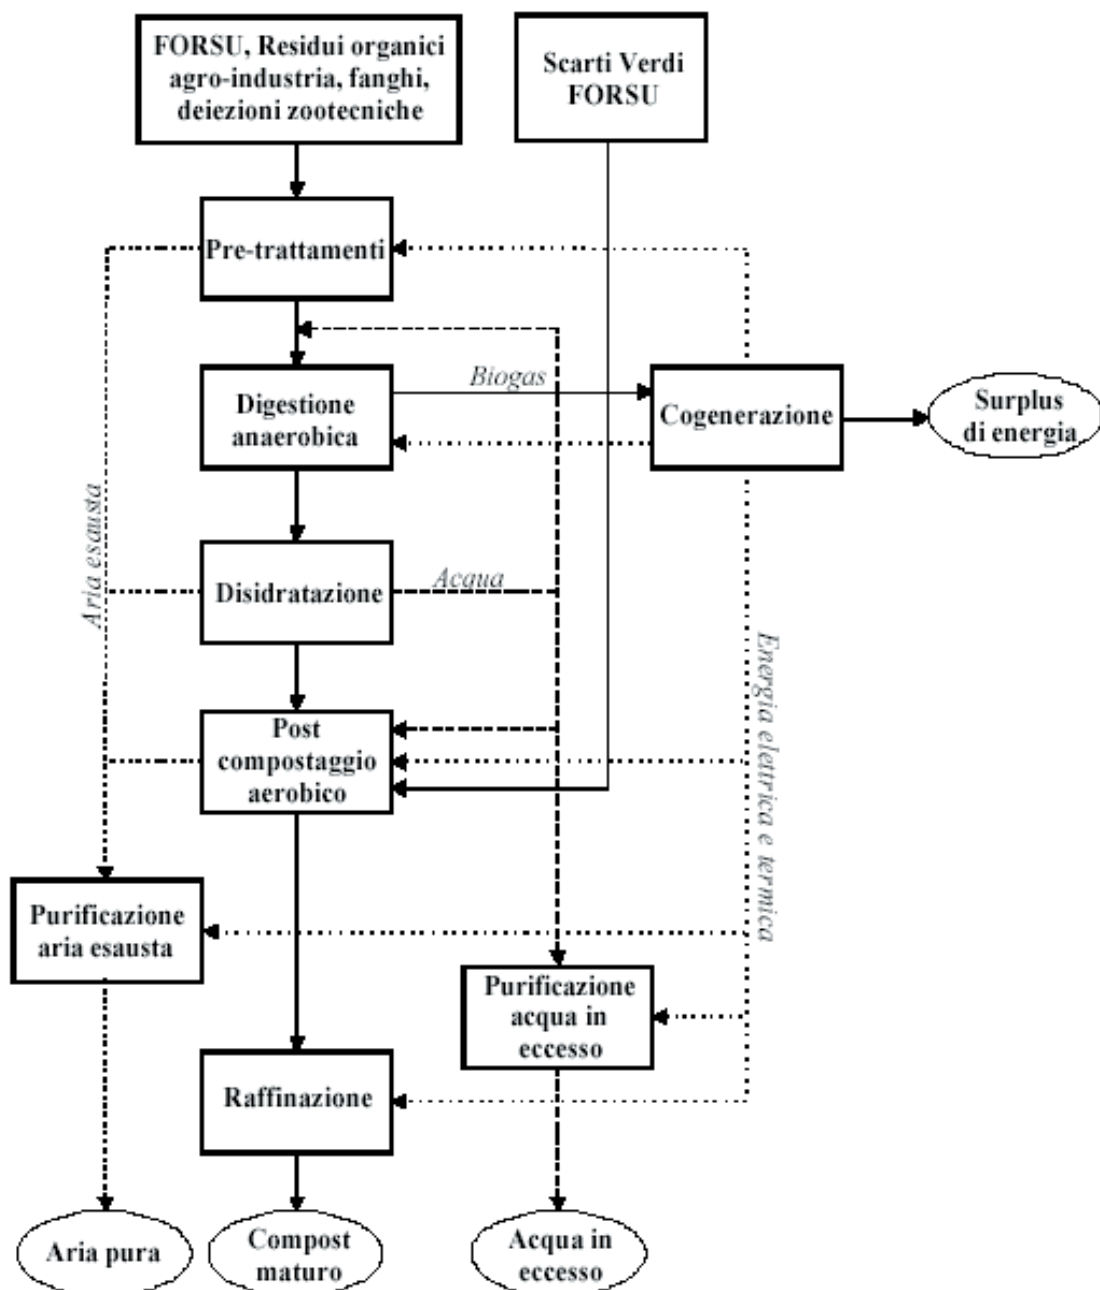 FORSU, Residui organici
agro-industria, fanghi,
deiezioni zootecniche
Scarti Verdi
FORSU
Pre-trattamenti
Biogas
Digestione
anaerobica
Cogenerazione
Surplus
di energia
Aria esausta
Disidratazione
Acqua
Energia elettrica e termica
Post
compostaggio
aerobico
Purificazione
aria esausta
Purificazione
acqua in
eccesso
Raffinazione
Aria pura
Compost
maturo
Acqua in
eccesso